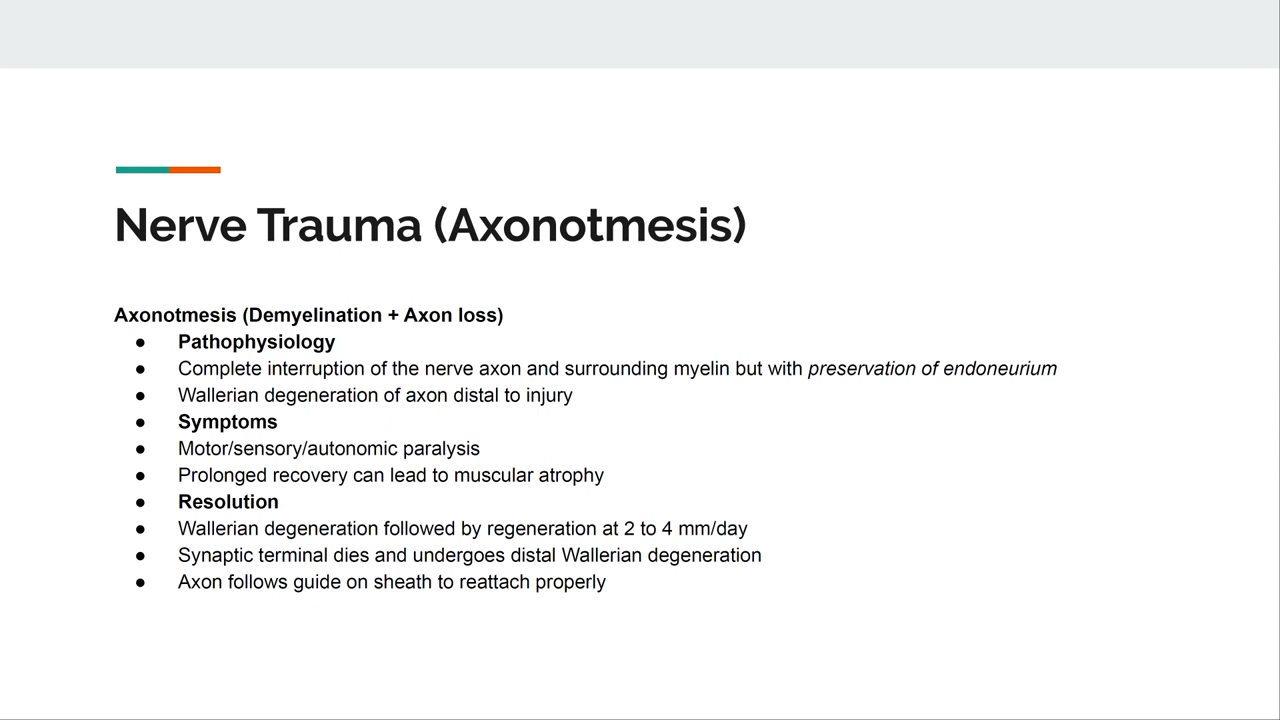 Nerve Trauma (Axonotmesis)
Axonotmesis (Demyelination + Axon loss)
● Pathophysiology
● Complete interruption of the nerve axon and surrounding myelin but with preservation of endoneurium
● Wallerian degeneration of axon distal to injury
● Symptoms
● Motor/sensory/autonomic paralysis
● Prolonged recovery can lead to muscular atrophy
● Resolution
● Wallerian degeneration followed by regeneration at 2 to 4 mm/day
● Synaptic terminal dies and undergoes distal Wallerian degeneration
● Axon follows guide on sheath to reattach properly